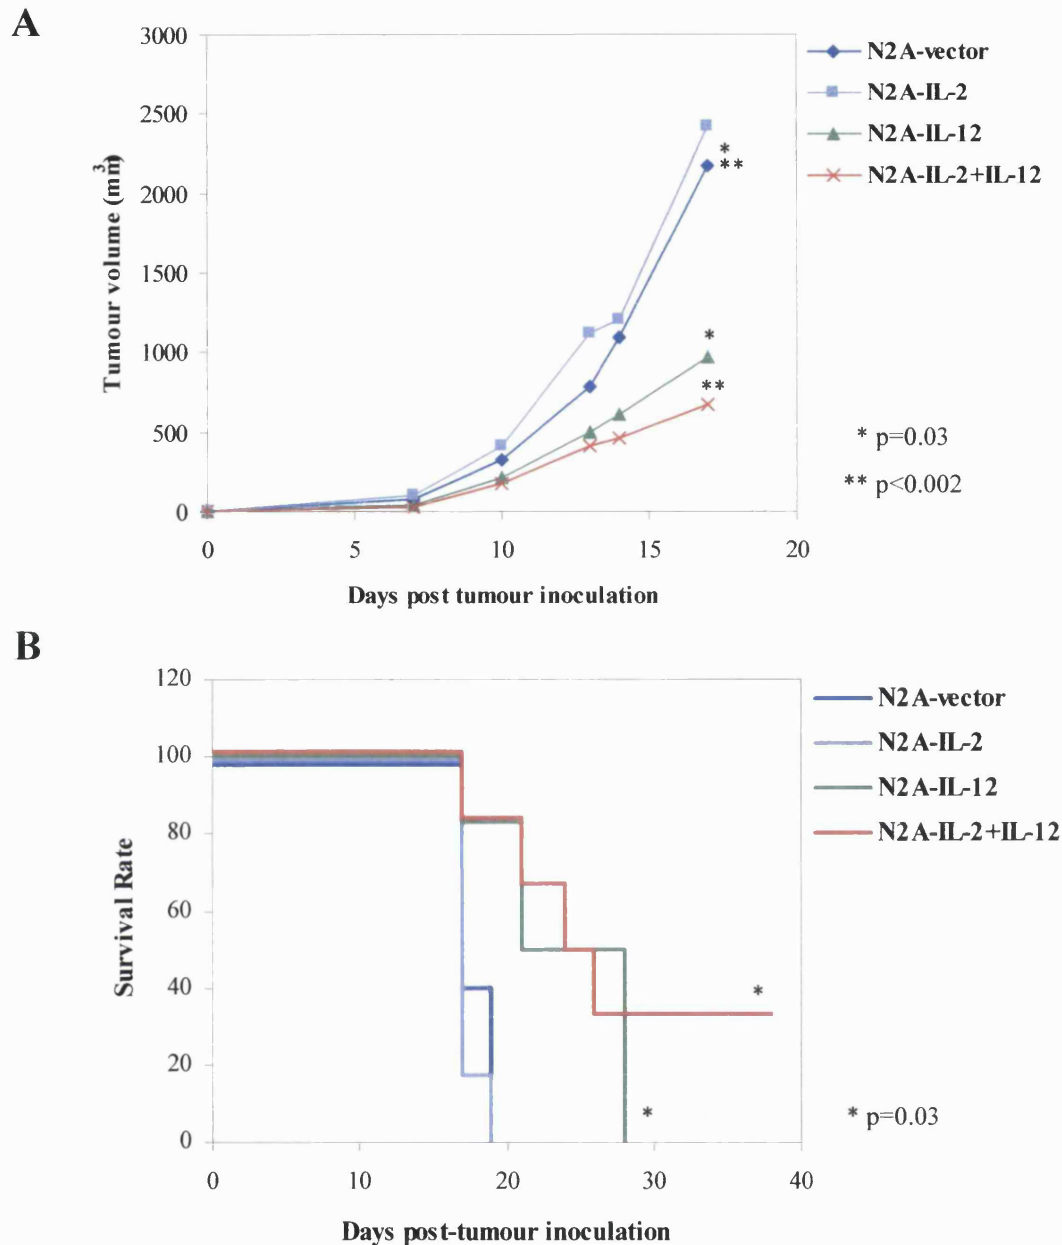 A
3000
2500
2000
1500
1000
500
0
Tumour volume (mm3)
0 5 10 15 20
Days post tumour inoculation
N2A-vector
N2A-IL-2
N2A-IL-12
N2A-IL-2+IL-12
*
**
*
**
* p=0.03
** p<0.002
B
120
100
80
60
40
20
0
Survival Rate
0 10 20 30 40
Days post-tumour inoculation
N2A-vector
N2A-IL-2
N2A-IL-12
N2A-IL-2+IL-12
*
*
* p=0.03